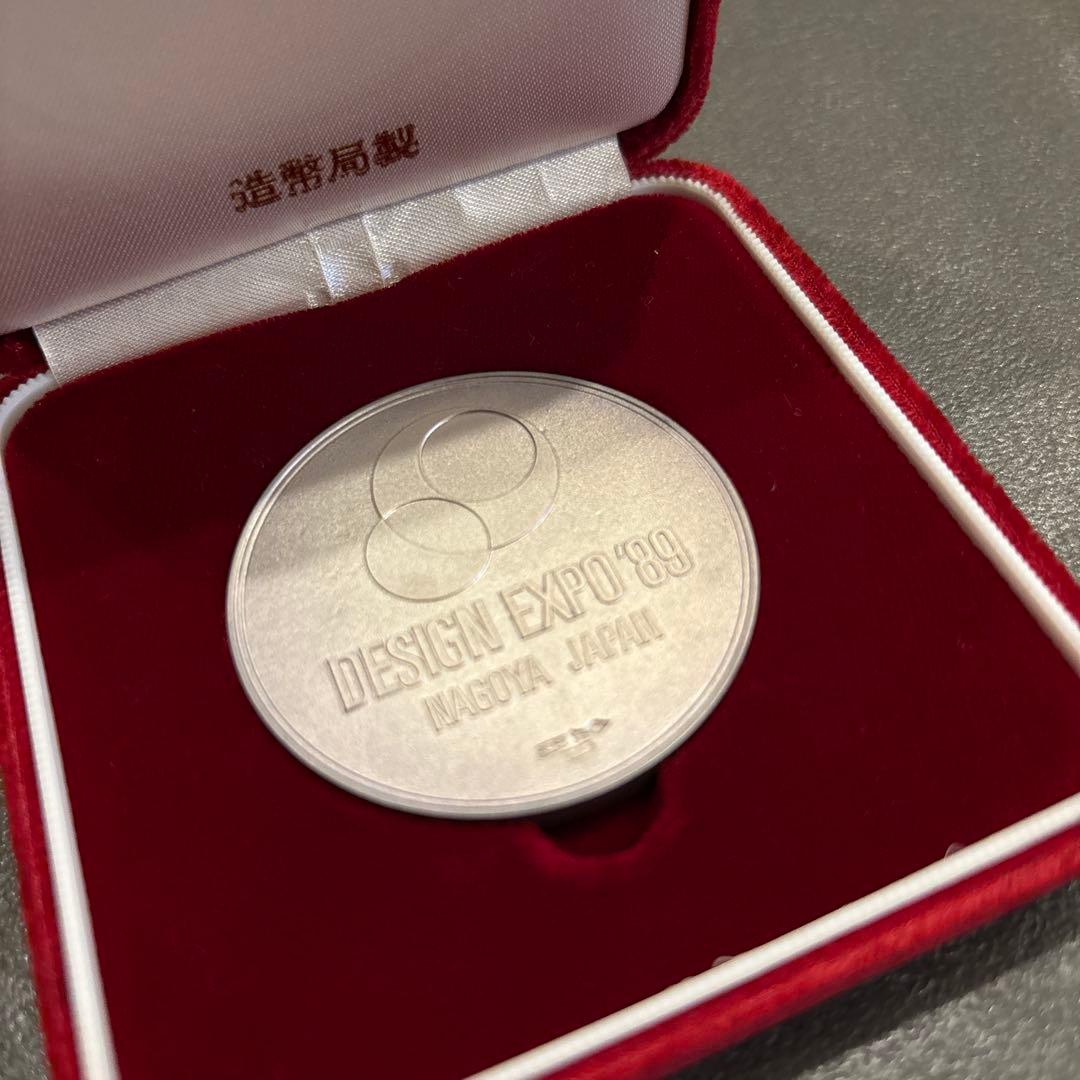 造幣局製
DESIGN EXPO '89
NAGOYA JAPAN